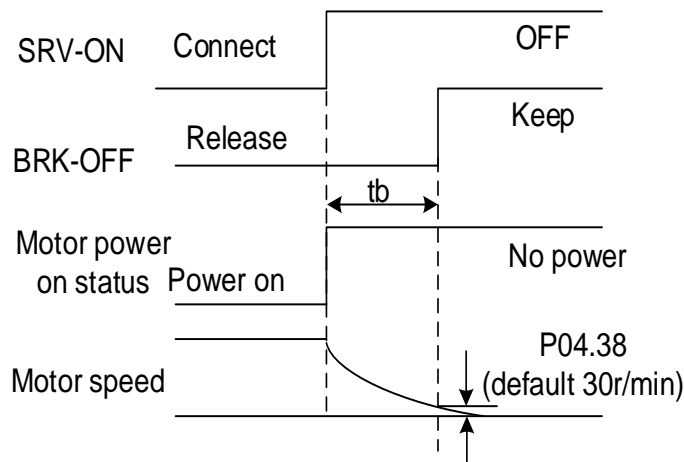 SRV-ON Connect OFF
BRK-OFF Release Keep
tb
Motor power
on status Power on No power
Motor speed P04.38
(default 30r/min)